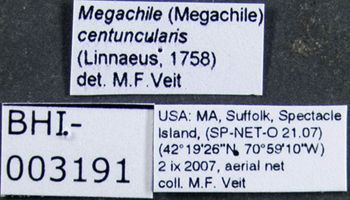 Megachile (Megachile)
centuncularis
(Linnaeus, 1758)
det. M.F. Veit
BHI.-
003191
USA: MA, Suffolk, Spectacle
Island, (SP-NET-O 21.07)
(42°19'26"N, 70°59'10"W)
2 ix 2007, aerial net
coll. M.F. Veit